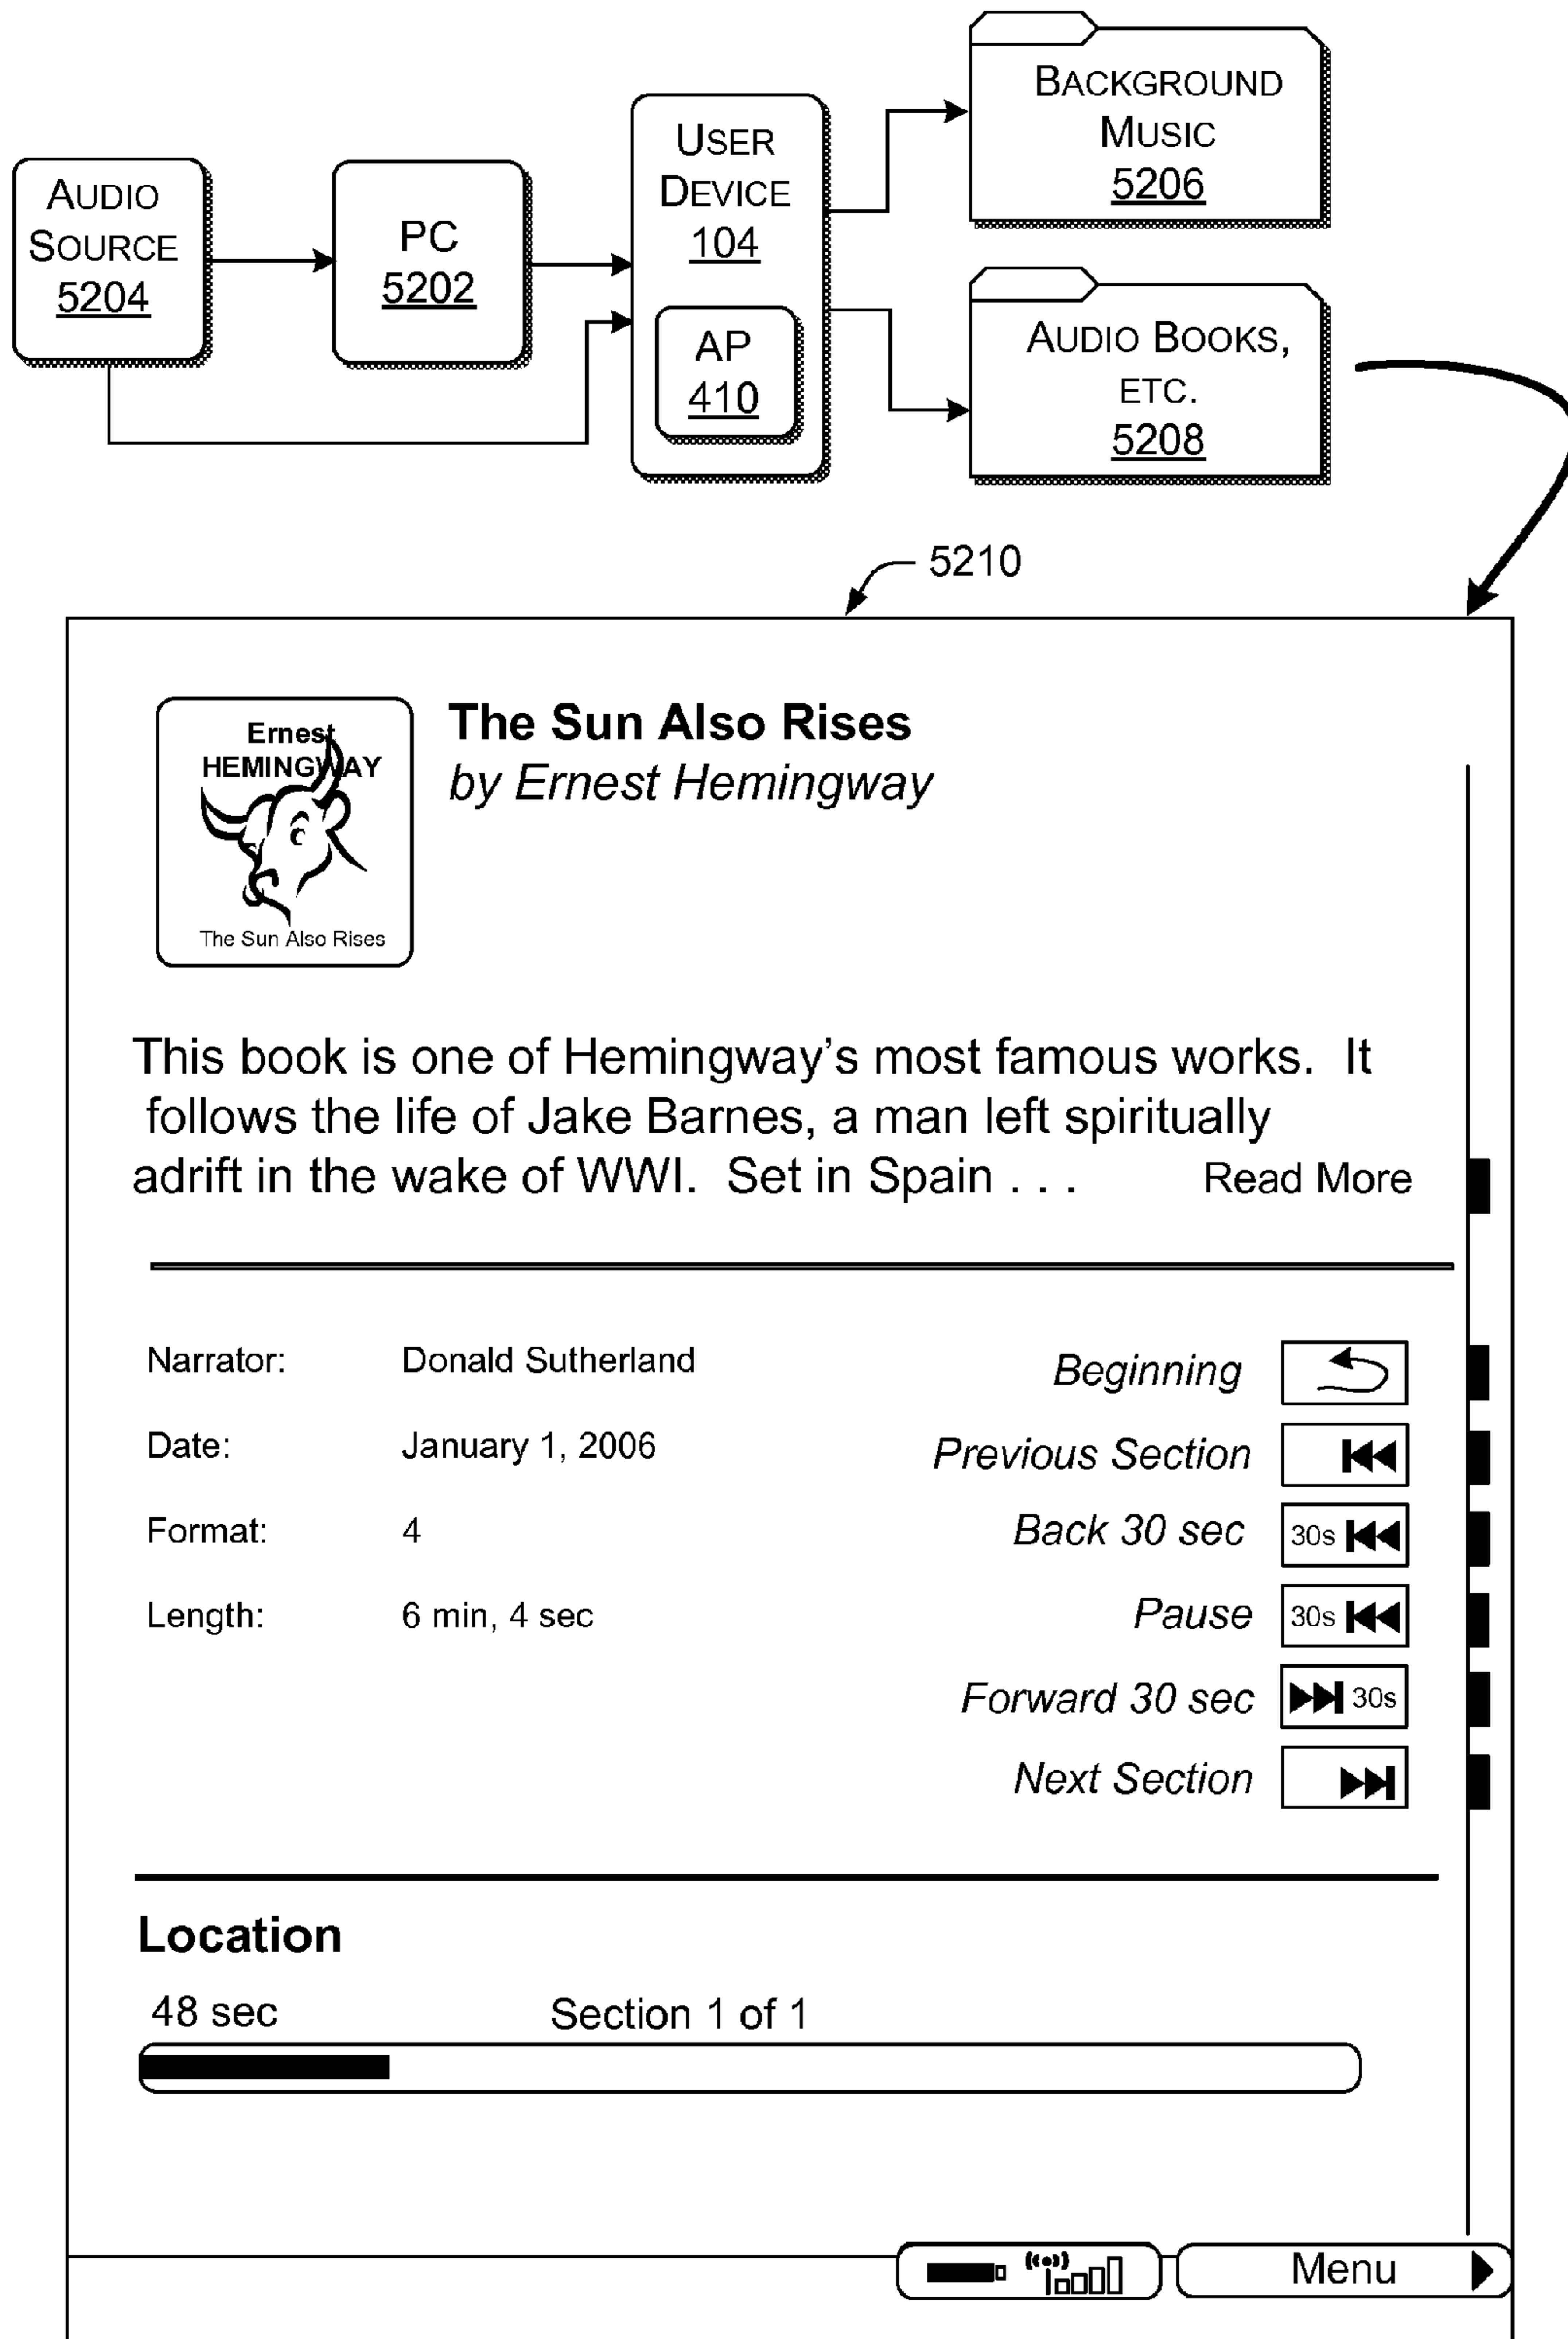 AUDIO
SOURCE
5204
PC
5202
USER
DEVICE
104
AP
410
BACKGROUND
MUSIC
5206
AUDIO BOOKS,
ETC.
5208
5210
Ernest
HEMINGWAY
The Sun Also Rises
The Sun Also Rises
by Ernest Hemingway
This book is one of Hemingway's most famous works. It
follows the life of Jake Barnes, a man left spiritually
adrift in the wake of WWI. Set in Spain . . . Read More
Narrator: Donald Sutherland
Date: January 1, 2006
Format: 4
Length: 6 min, 4 sec
Beginning
Previous Section
Back 30 sec 30s
Pause 30s
Forward 30 sec 30s
Next Section
Location
48 sec Section 1 of 1
Menu